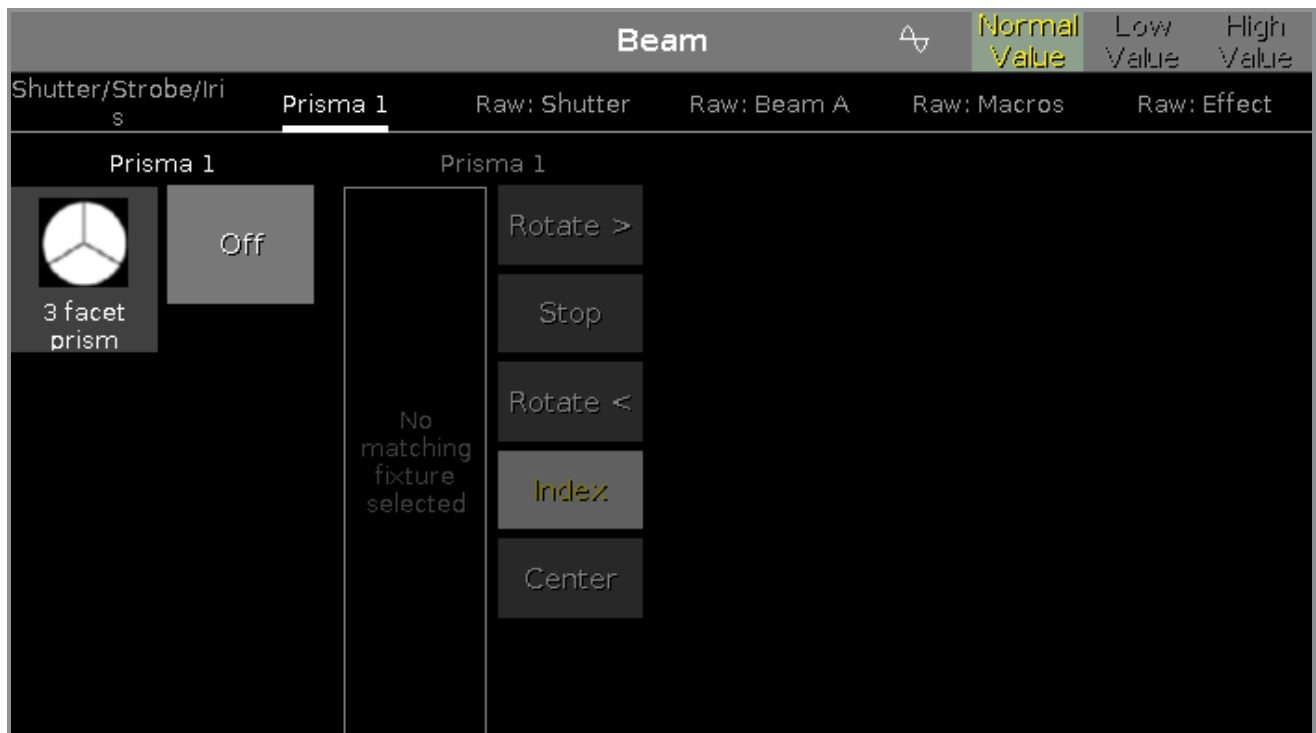 Beam
Normal
Value
Low
Value
High
Value
Shutter/Strobe/Iri
s
Prisma 1
Raw: Shutter
Raw: Beam A
Raw: Macros
Raw: Effect
Prisma 1
3 facet
prism
Off
Prisma 1
No
matching
fixture
selected
Rotate >
Stop
Rotate <
Index
Center